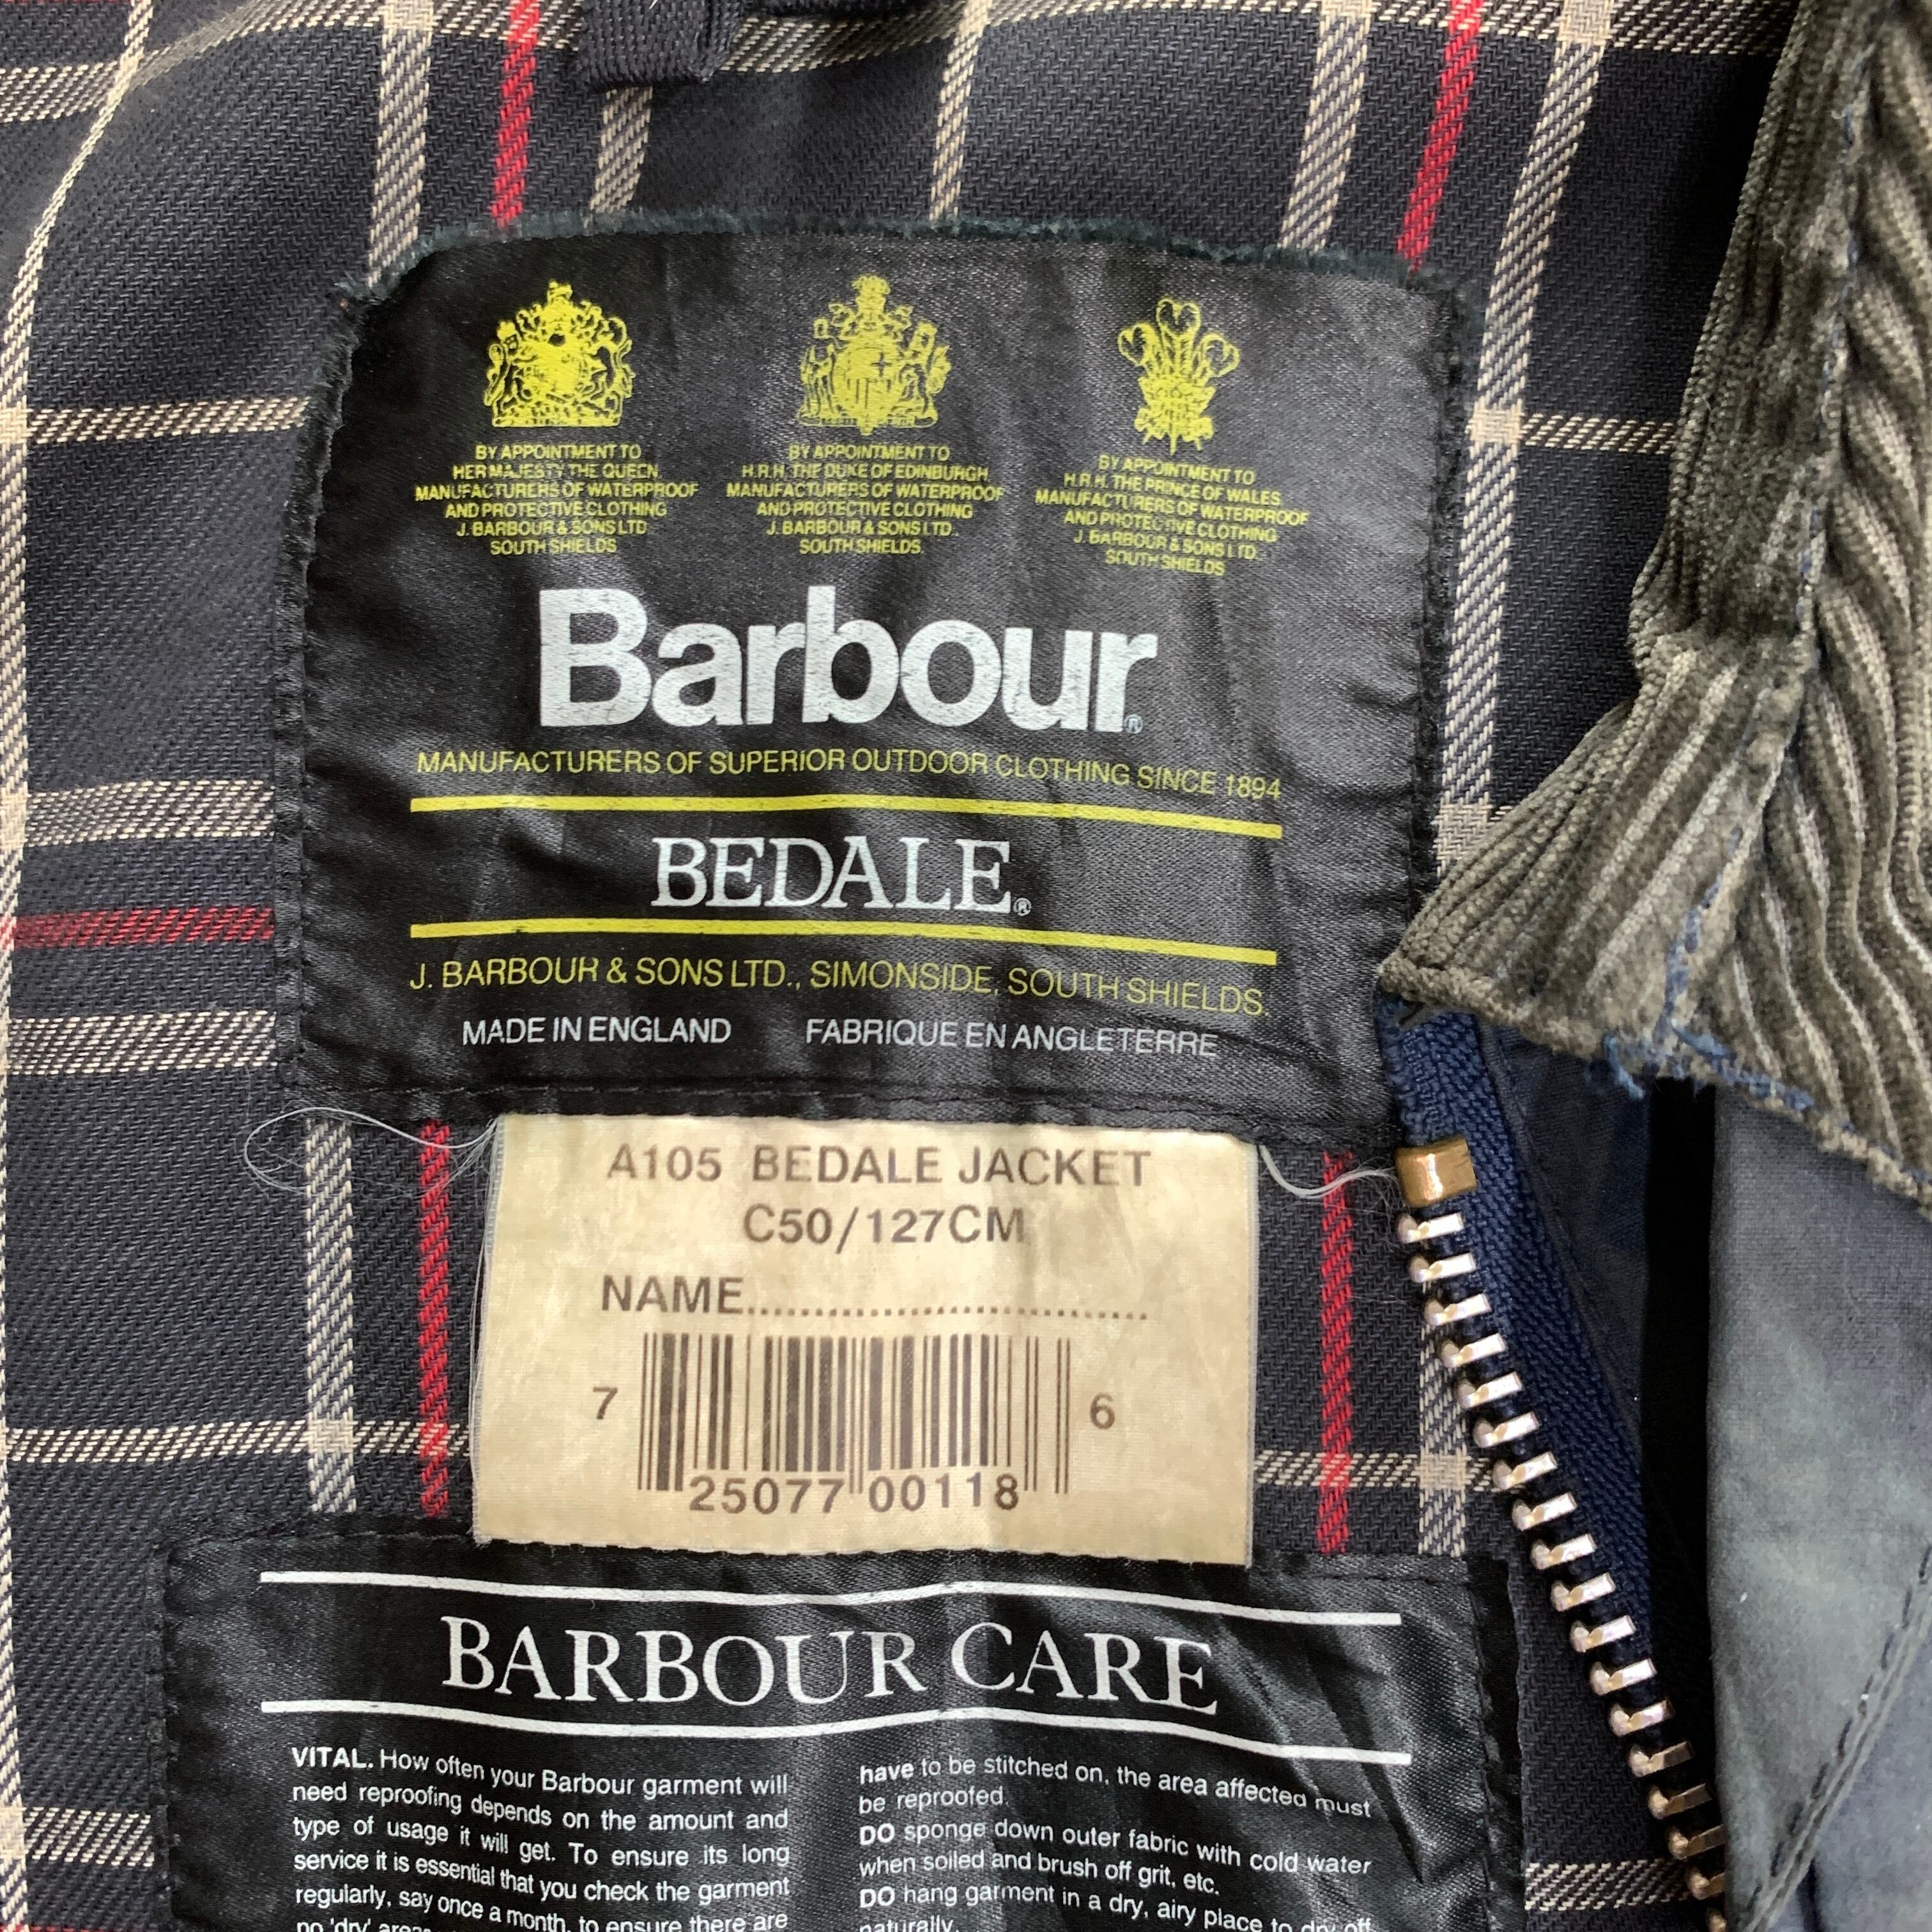 BY APPOINTMENT TO
HER MAJESTY THE QUEEN
MANUFACTURERS OF WATERPROOF
AND PROTECTIVE CLOTHING
J. BARBOUR & SONS LTD
SOUTH SHIELDS
BY APPOINTMENT TO
H.R.H. THE DUKE OF EDINBURGH
MANUFACTURERS OF WATERPROOF
AND PROTECTIVE CLOTHING
J. BARBOUR & SONS LTD.
SOUTH SHIELDS.
BY APPOINTMENT TO
H.R.H. THE PRINCE OF WALES
MANUFACTURERS OF WATERPROOF
AND PROTECTIVE CLOTHING
J. BARBOUR & SONS LTD.
SOUTH SHIELDS
Barbour®
MANUFACTURERS OF SUPERIOR OUTDOOR CLOTHING SINCE 1894
BEDALE®
J. BARBOUR & SONS LTD., SIMONSIDE, SOUTH SHIELDS.
MADE IN ENGLAND FABRIQUE EN ANGLETERRE
A105 BEDALE JACKET
C50/127CM
NAME..............................
7 25077 00118 6
BARBOUR CARE
VITAL. How often your Barbour garment will
need reproofing depends on the amount and
type of usage it will get. To ensure its long
service it is essential that you check the garment
regularly, say once a month, to ensure there are
no 'dry' areas
have to be stitched on, the area affected must
be reproofed.
DO sponge down outer fabric with cold water
when soiled and brush off grit, etc.
DO hang garment in a dry, airy place to dry off
naturally.